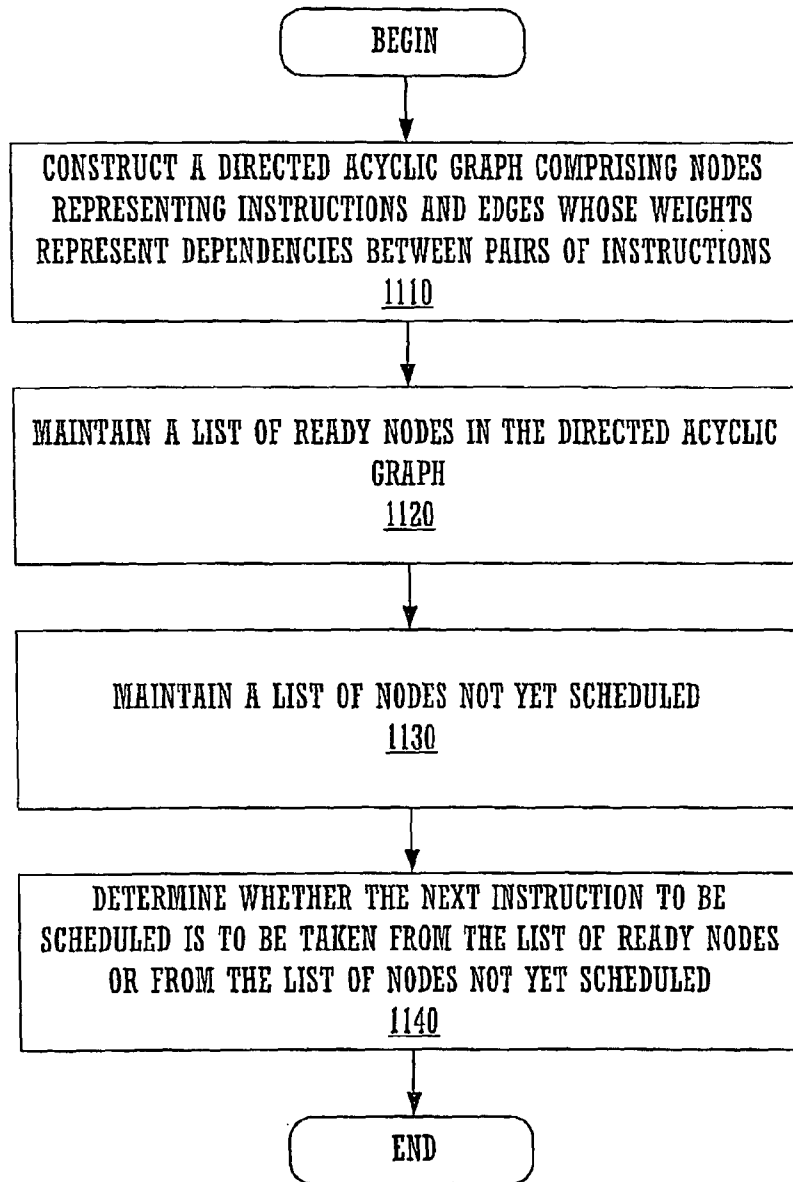 BEGIN
CONSTRUCT A DIRECTED ACYCLIC GRAPH COMPRISING NODES
REPRESENTING INSTRUCTIONS AND EDGES WHOSE WEIGHTS
REPRESENT DEPENDENCIES BETWEEN PAIRS OF INSTRUCTIONS
1110
MAINTAIN A LIST OF READY NODES IN THE DIRECTED ACYCLIC
GRAPH
1120
MAINTAIN A LIST OF NODES NOT YET SCHEDULED
1130
DETERMINE WHETHER THE NEXT INSTRUCTION TO BE
SCHEDULED IS TO BE TAKEN FROM THE LIST OF READY NODES
OR FROM THE LIST OF NODES NOT YET SCHEDULED
1140
END